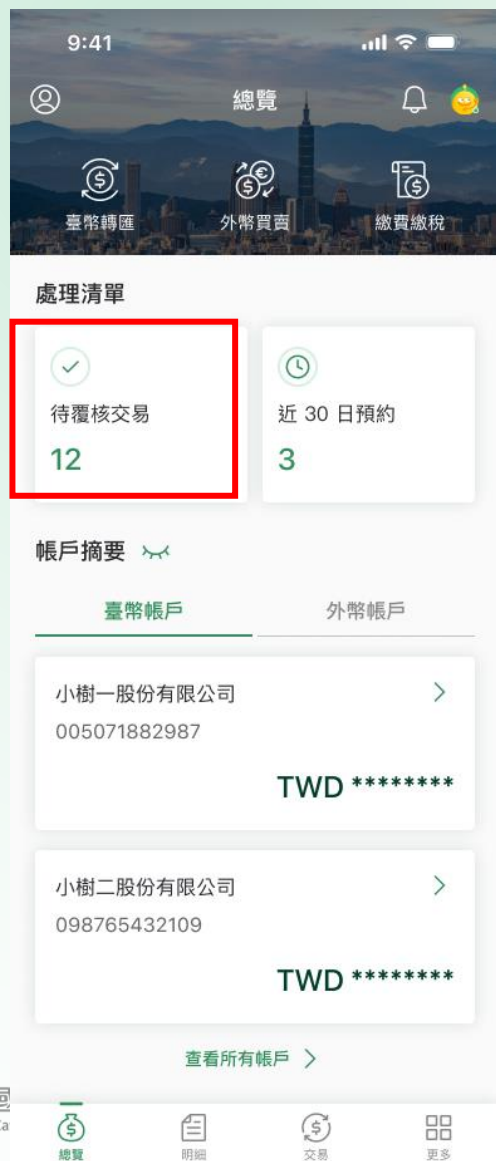 9:41
總覽
臺幣轉匯 外幣買賣 繳費繳稅
處理清單
待覆核交易 近 30 日預約
12 3
帳戶摘要
臺幣帳戶 外幣帳戶
小樹一股份有限公司
005071882987
TWD ********
小樹二股份有限公司
098765432109
TWD ********
查看所有帳戶
總覽 明細 交易 更多